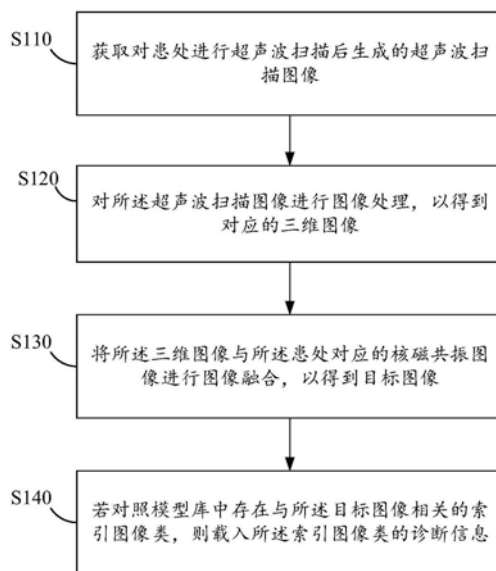 S110
获取对患处进行超声波扫描后生成的超声波扫
描图像
S120
对所述超声波扫描图像进行图像处理，以得到
对应的三维图像
S130
将所述三维图像与所述患处对应的核磁共振图
像进行图像融合，以得到目标图像
S140
若对照模型库中存在与所述目标图像相关的索
引图像类，则载入所述索引图像类的诊断信息